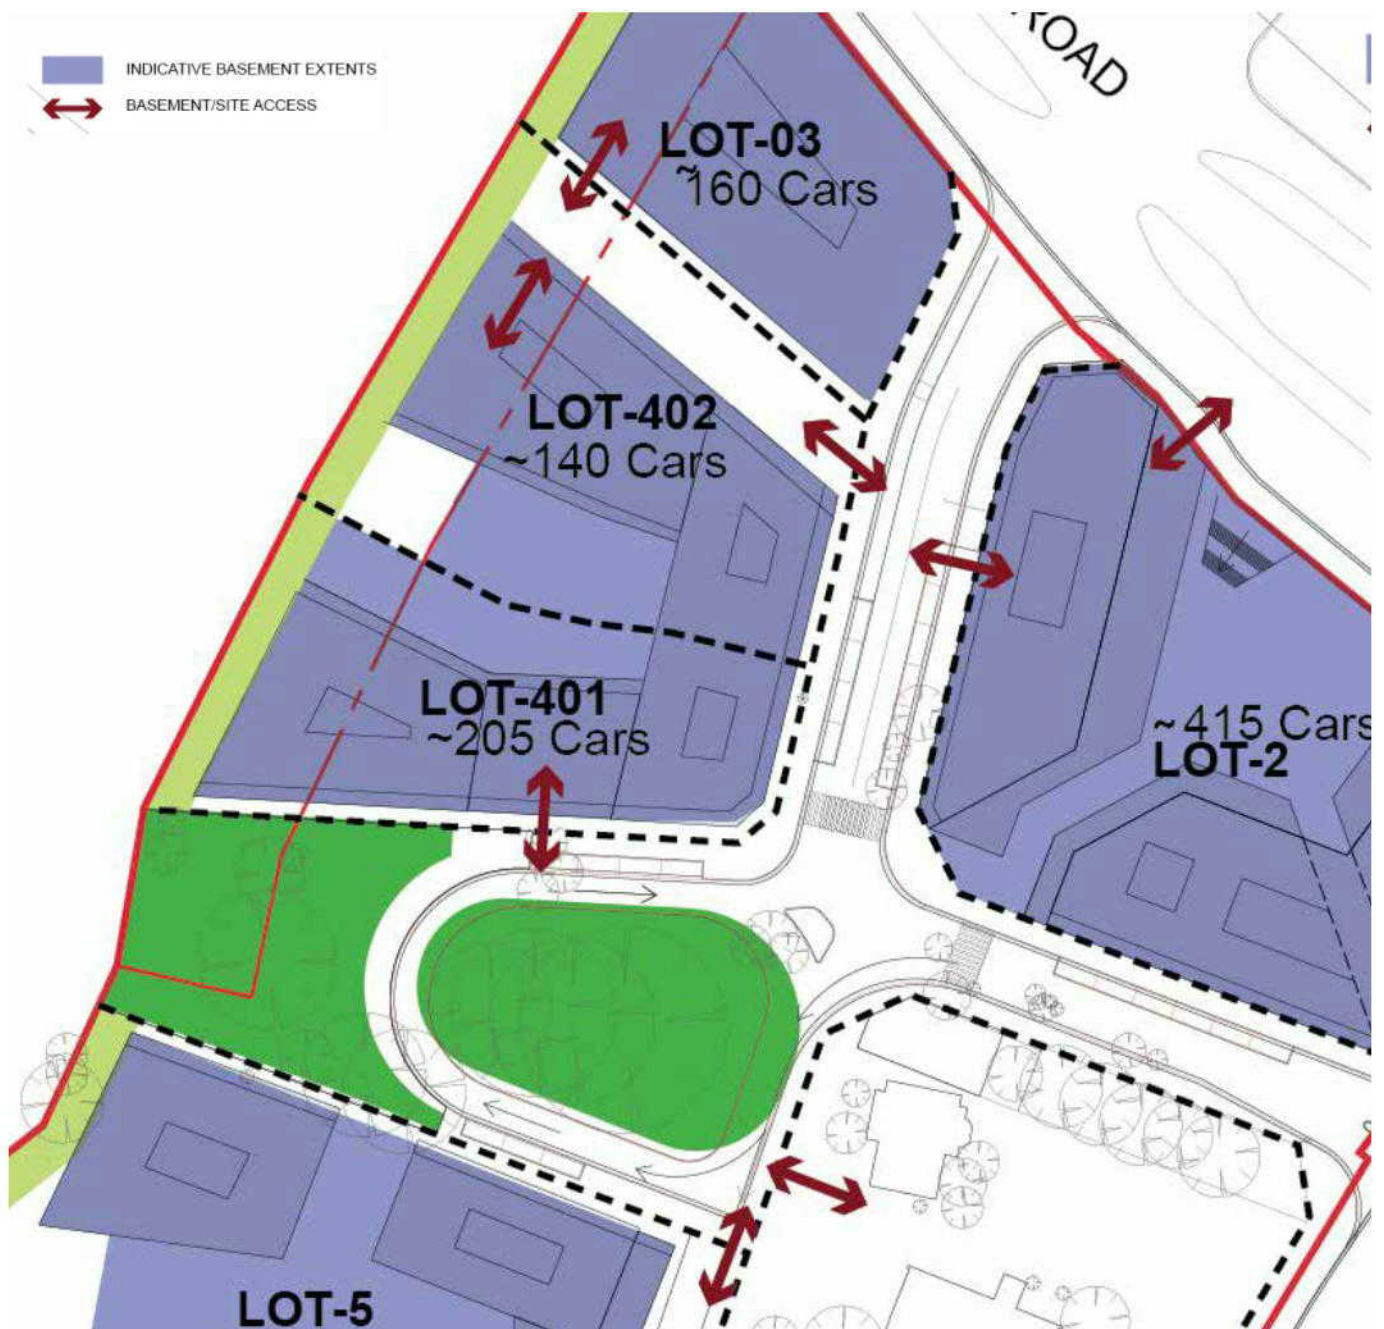 ROAD
INDICATIVE BASEMENT EXTENTS
BASEMENT/SITE ACCESS
LOT-03
~160 Cars
LOT-402
~140 Cars
LOT-401
~205 Cars
~415 Cars
LOT-2
LOT-5